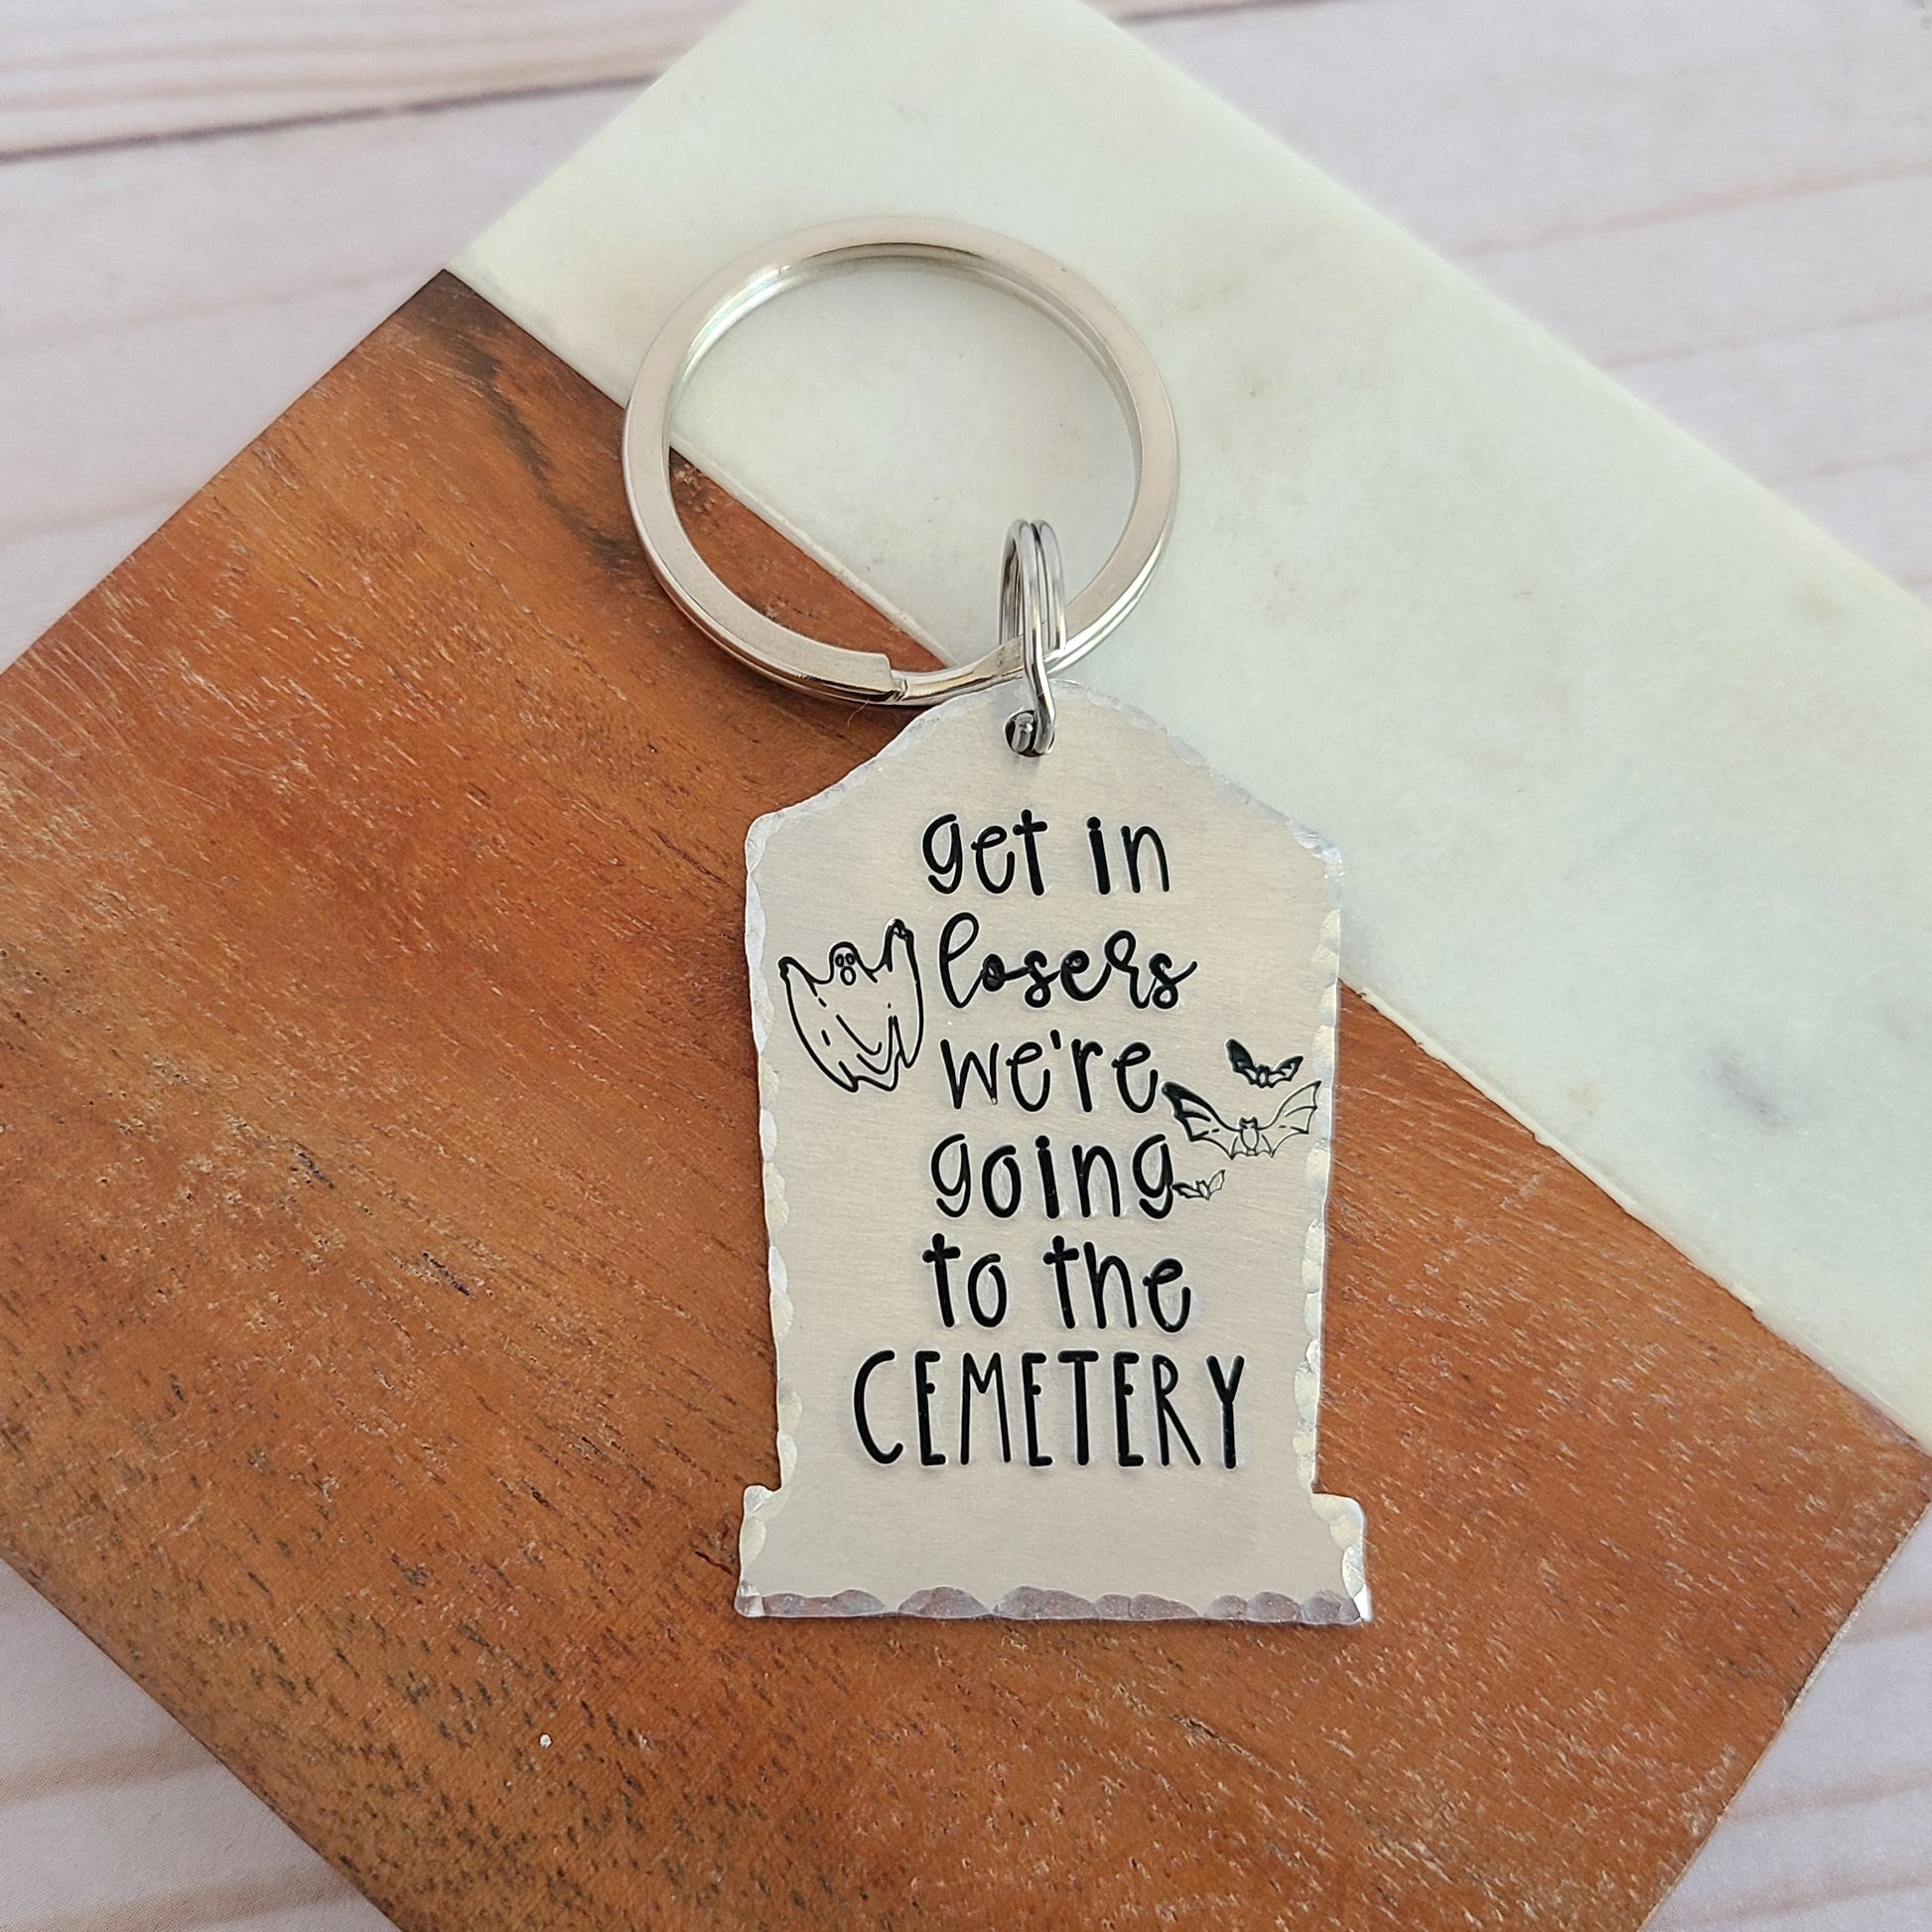 get in
losers
we're
going
to the
CEMETERY